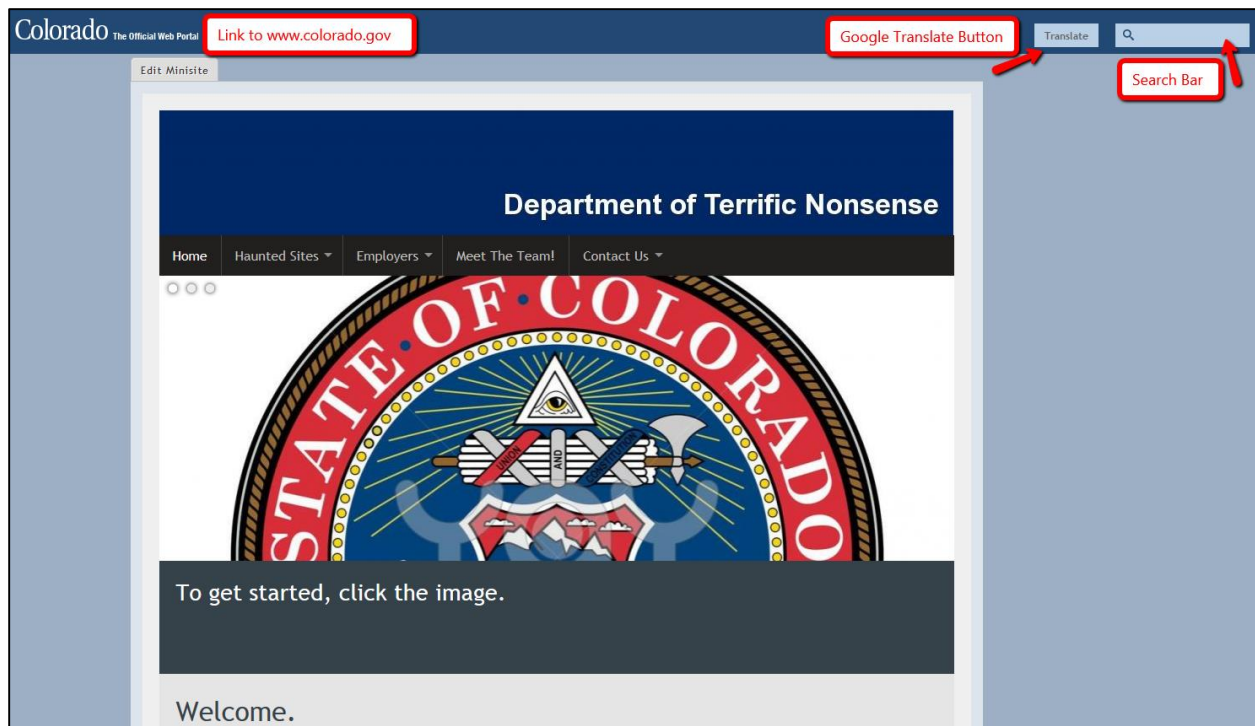 Colorado The Official Web Portal
Link to www.colorado.gov
Google Translate Button
Translate
Search Bar
Edit Minisite
Department of Terrific Nonsense
Home Haunted Sites Employers Meet The Team! Contact Us
STATE·OF·COLORADO
UNION AND CONSTITUTION
To get started, click the image.
Welcome.